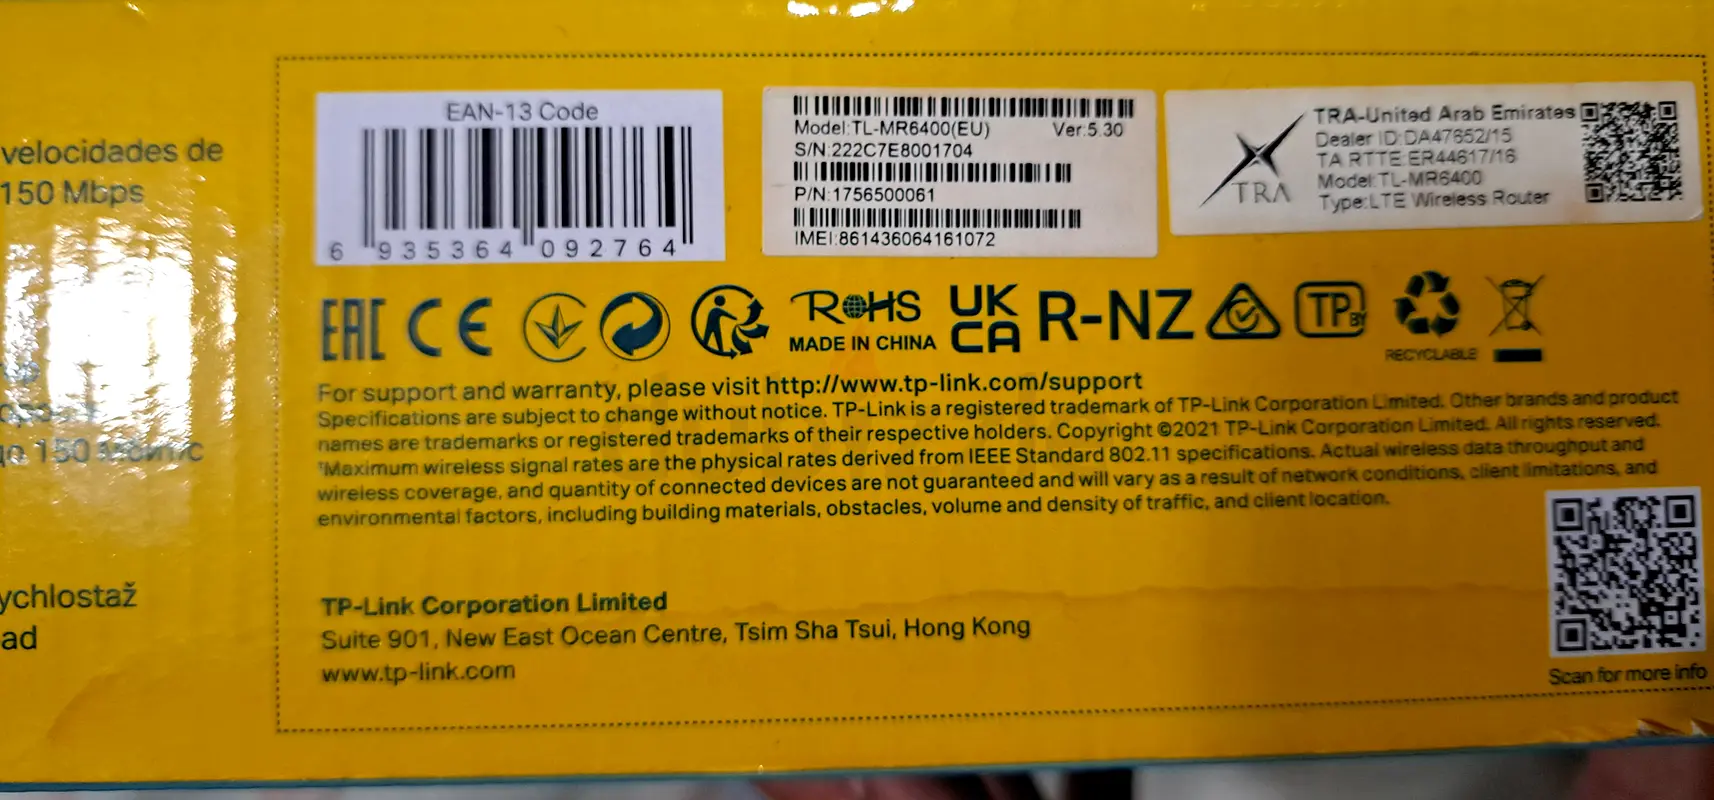 velocidades de
150 Mbps
до 150 Мбит/с
ychlostaž
ad
EAN-13 Code
6 935364 092764
Model:TL-MR6400(EU) Ver:5.30
S/N:222C7E8001704
P/N:1756500061
IMEI:861436064161072
TRA
TRA-United Arab Emirates
Dealer ID:DA47652/15
TA RTTE:ER44617/16
Model:TL-MR6400
Type:LTE Wireless Router
EAC CE RoHS UKCA R-NZ TP BY
MADE IN CHINA
RECYCLABLE
For support and warranty, please visit http://www.tp-link.com/support
Specifications are subject to change without notice. TP-Link is a registered trademark of TP-Link Corporation Limited. Other brands and product
names are trademarks or registered trademarks of their respective holders. Copyright ©2021 TP-Link Corporation Limited. All rights reserved.
†Maximum wireless signal rates are the physical rates derived from IEEE Standard 802.11 specifications. Actual wireless data throughput and
wireless coverage, and quantity of connected devices are not guaranteed and will vary as a result of network conditions, client limitations, and
environmental factors, including building materials, obstacles, volume and density of traffic, and client location.
TP-Link Corporation Limited
Suite 901, New East Ocean Centre, Tsim Sha Tsui, Hong Kong
www.tp-link.com
Scan for more info